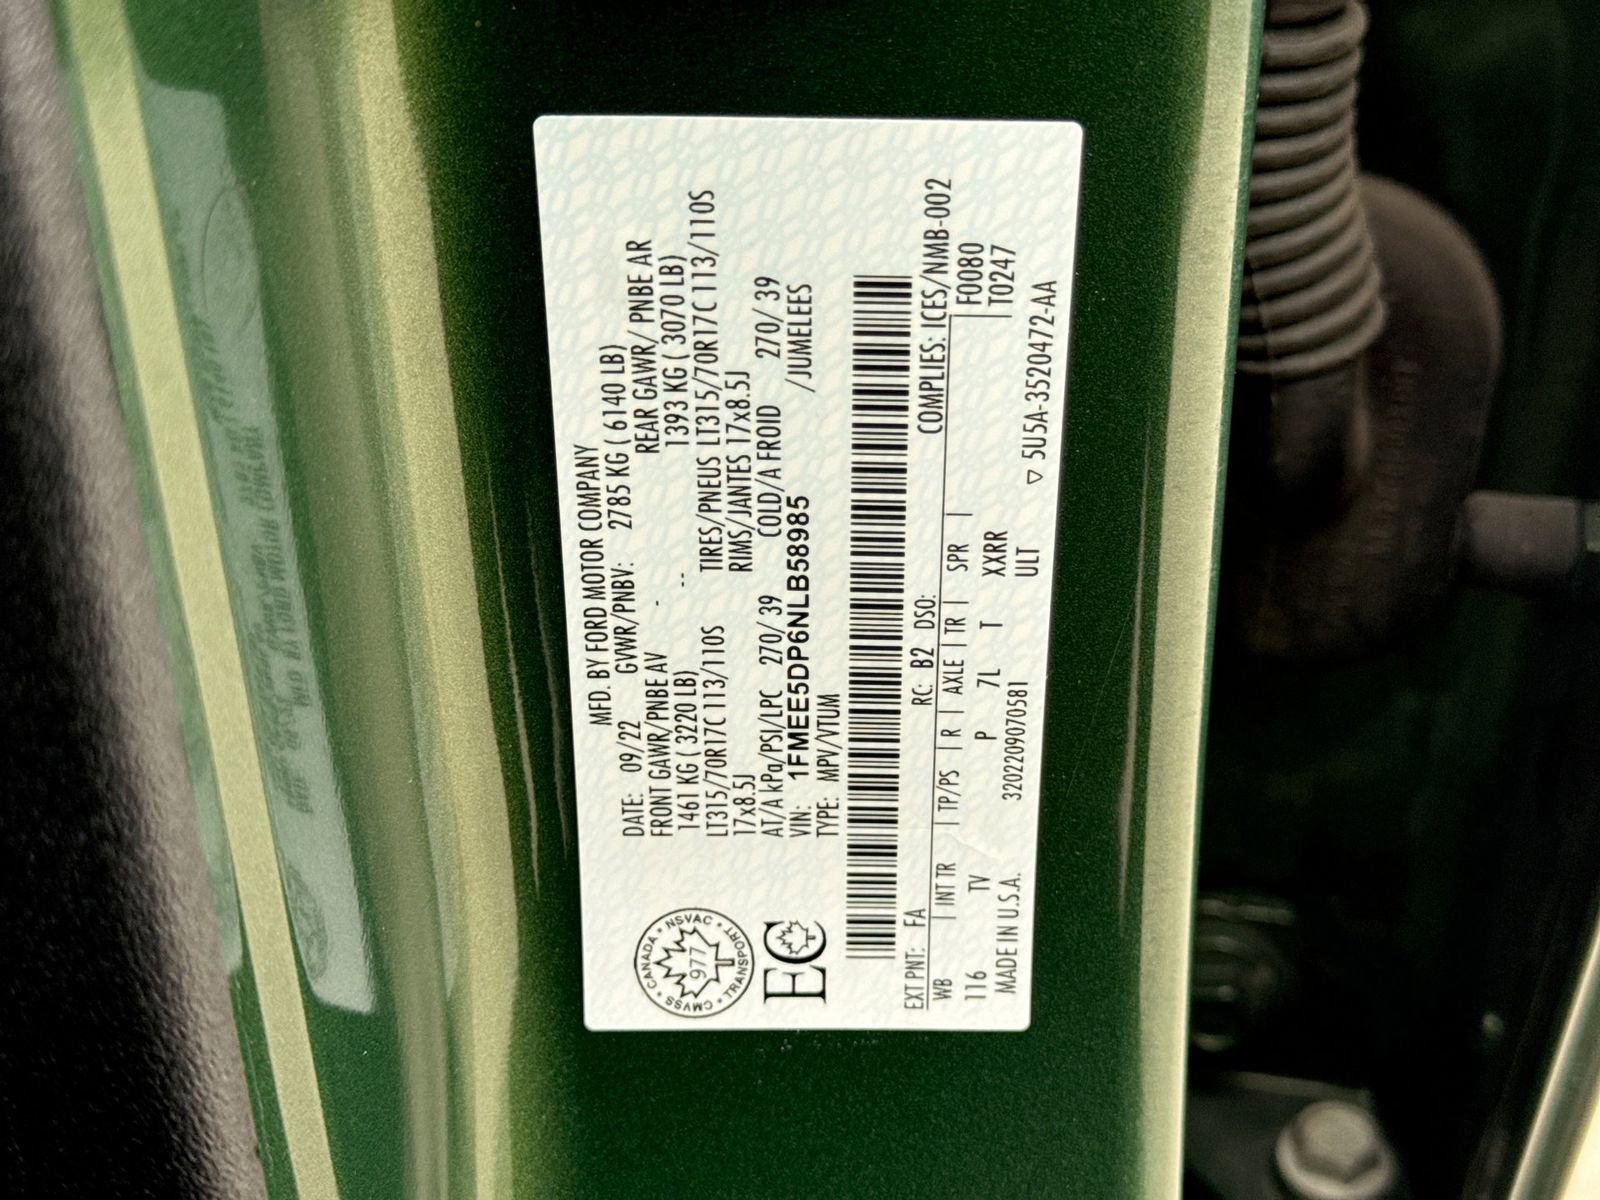 MFD. BY FORD MOTOR COMPANY
DATE: 09/22 GVWR/PNBV: 2785 KG ( 6140 LB)
FRONT GAWR/PNBE AV - REAR GAWR/ PNBE AR
1461 KG ( 3220 LB) -- 1393 KG ( 3070 LB)
LT315/70R17C 113/110S TIRES/PNEUS LT315/70R17C 113/110S
17x8.5J RIMS/JANTES 17x8.5J
AT/A kPa/PSI/LPC 270/ 39 COLD/A FROID 270/ 39
VIN: 1FMEE5DP6NLB58985 /JUMELEES
TYPE: MPV/VTUM
CANADA • NSVAC • TRANSPORT • CMVSS •
977
EC
COMPLIES: ICES/NMB-002
EXT PNT: FA RC: B2 DSO: F0080
WB | INT TR | TP/PS | R | AXLE | TR | SPR | T0247
116 TV P 7L T XXRR
MADE IN U.S.A. 32022090970581 ULT
▽ 5U5A-3520472-AA